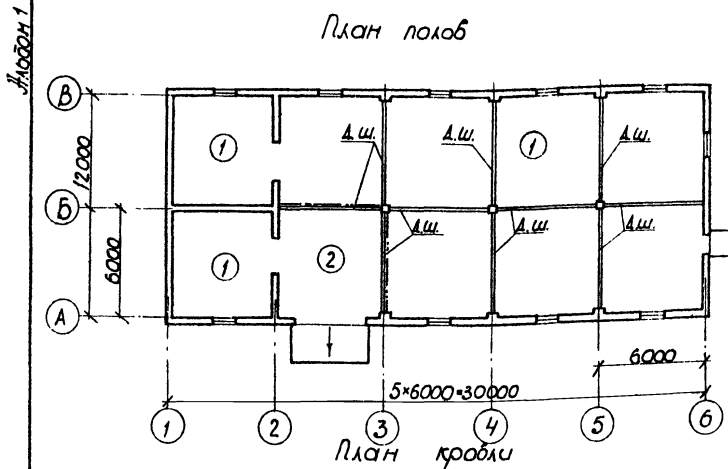 Альбом 1
План полов
В
12000
Б
6000
А
1
1
1
2
Д.ш.
Д.ш.
Д.ш.
Д.ш.
Д.ш.
Д.ш.
6000
5×6000=30000
1
2
3
4
5
6
План кровли